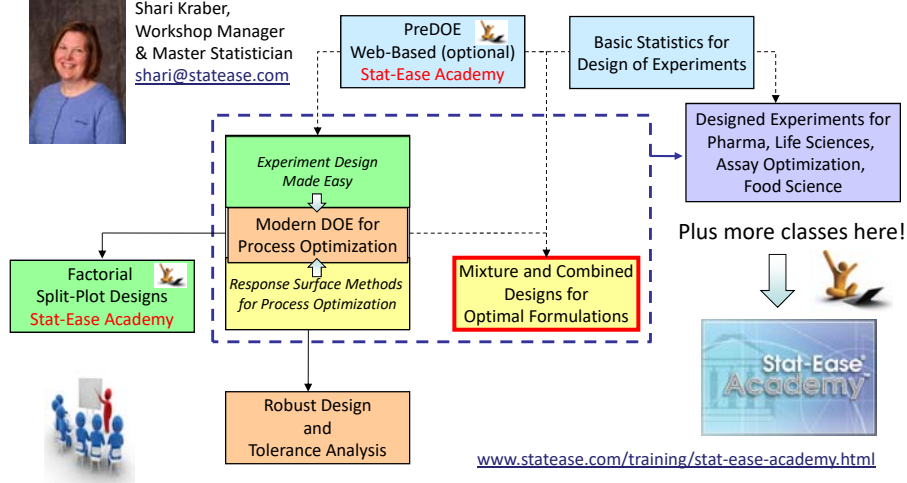 Shari Kraber,
Workshop Manager
& Master Statistician
shari@statease.com
PreDOE
Web-Based (optional)
Stat-Ease Academy
Basic Statistics for
Design of Experiments
Designed Experiments for
Pharma, Life Sciences,
Assay Optimization,
Food Science
Experiment Design
Made Easy
Modern DOE for
Process Optimization
Response Surface Methods
for Process Optimization
Factorial
Split-Plot Designs
Stat-Ease Academy
Mixture and Combined
Designs for
Optimal Formulations
Plus more classes here!
Stat-Ease®
Academy™
Robust Design
and
Tolerance Analysis
www.statease.com/training/stat-ease-academy.html